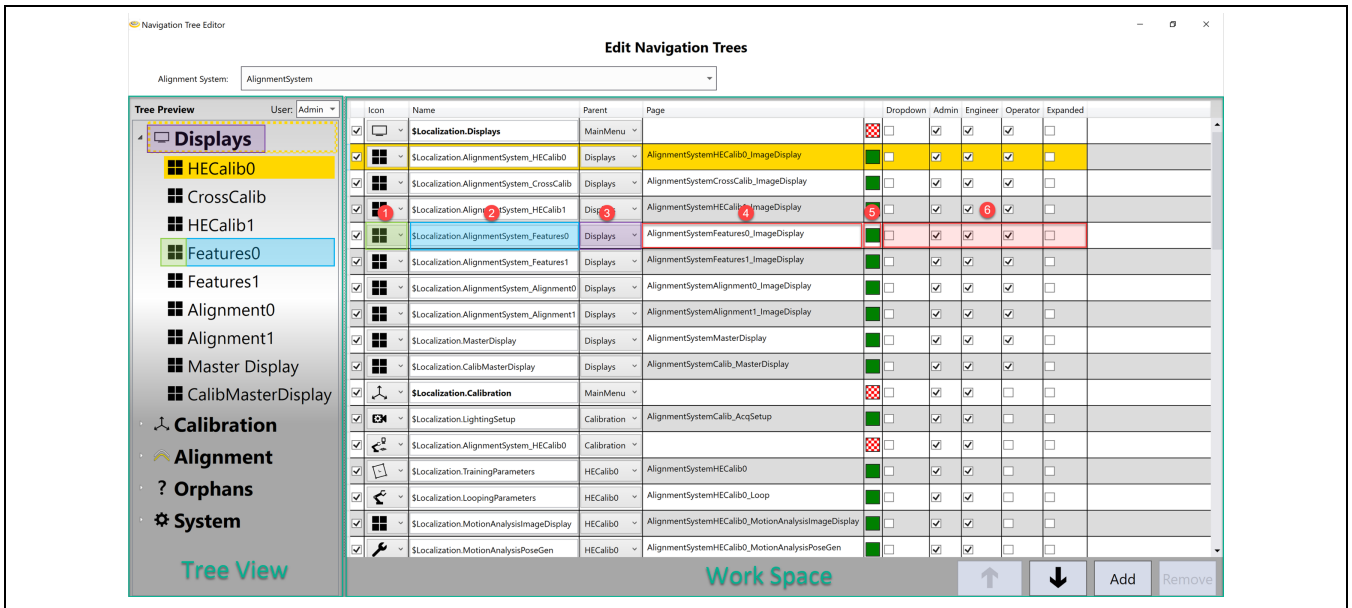 Navigation Tree Editor
Edit Navigation Trees
Alignment System: AlignmentSystem
Tree Preview User: Admin
Displays
HECalib0
CrossCalib
HECalib1
Features0
Features1
Alignment0
Alignment1
Master Display
CalibMasterDisplay
Calibration
Alignment
? Orphans
System
Tree View
Icon Name Parent Page Dropdown Admin Engineer Operator Expanded
$Localization.Displays MainMenu
$Localization.AlignmentSystem_HECalib0 Displays AlignmentSystemHECalib0_ImageDisplay
$Localization.AlignmentSystem_CrossCalib Displays AlignmentSystemCrossCalib_ImageDisplay
$Localization.AlignmentSystem_HECalib1
1 2 3 4 5 6
$Localization.AlignmentSystem_Features0 Displays AlignmentSystemFeatures0_ImageDisplay
$Localization.AlignmentSystem_Features1 Displays AlignmentSystemFeatures1_ImageDisplay
$Localization.AlignmentSystem_Alignment0 Displays AlignmentSystemAlignment0_ImageDisplay
$Localization.AlignmentSystem_Alignment1 Displays AlignmentSystemAlignment1_ImageDisplay
$Localization.MasterDisplay Displays AlignmentSystemMasterDisplay
$Localization.CalibMasterDisplay Displays AlignmentSystemCalib_MasterDisplay
$Localization.Calibration MainMenu
$Localization.LightingSetup Calibration AlignmentSystemCalib_AcqSetup
$Localization.AlignmentSystem_HECalib0 Calibration
$Localization.TrainingParameters HECalib0 AlignmentSystemHECalib0
$Localization.LoopingParameters HECalib0 AlignmentSystemHECalib0_Loop
$Localization.MotionAnalysisImageDisplay HECalib0 AlignmentSystemHECalib0_MotionAnalysisImageDisplay
$Localization.MotionAnalysisPoseGen HECalib0 AlignmentSystemHECalib0_MotionAnalysisPoseGen
Work Space
Add Remove